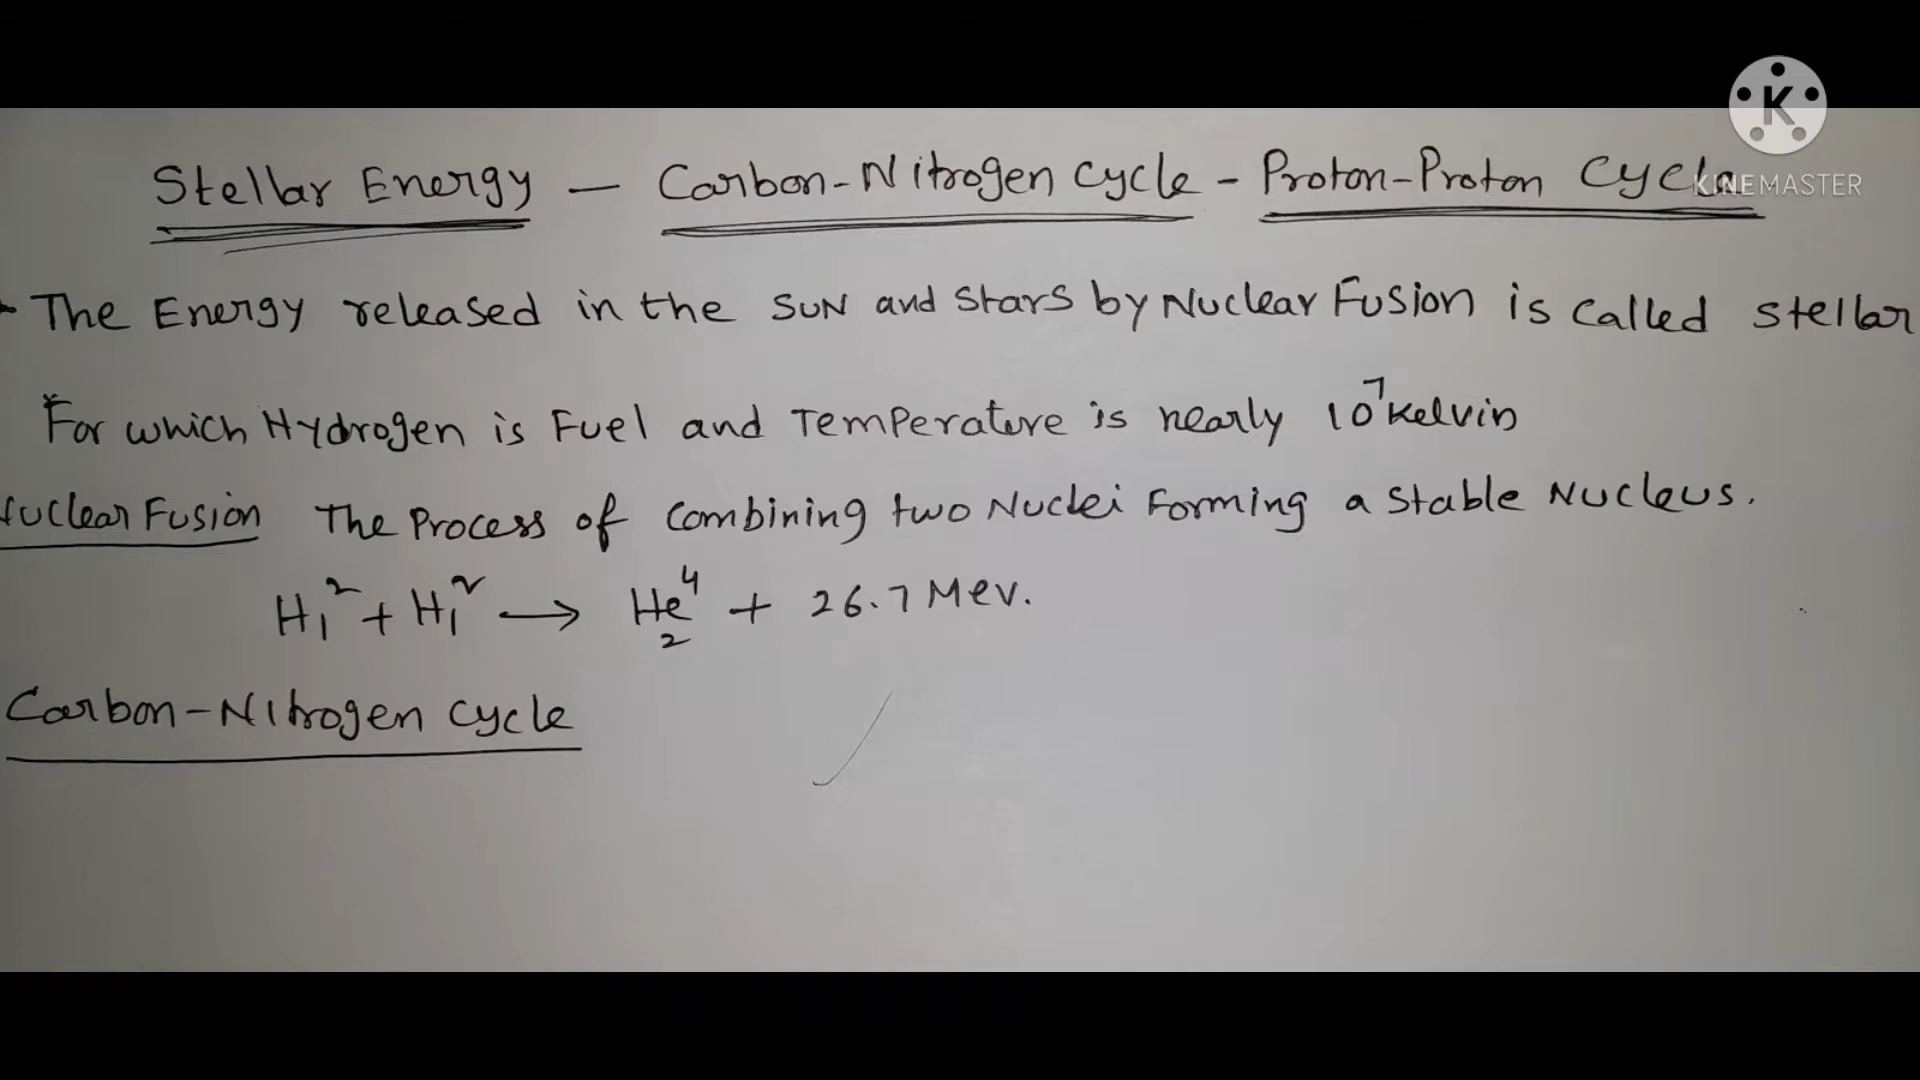 K
KINEMASTER
Stellar Energy — Carbon-Nitrogen Cycle - Proton-Proton Cycle
The Energy released in the SUN and Stars by Nuclear Fusion is called stellar
For which Hydrogen is Fuel and Temperature is nearly 10⁷ Kelvin
Nuclear Fusion The Process of Combining two Nuclei Forming a Stable Nucleus.
H₁² + H₁² → He₂⁴ + 26.7 Mev.
Carbon-Nitrogen Cycle